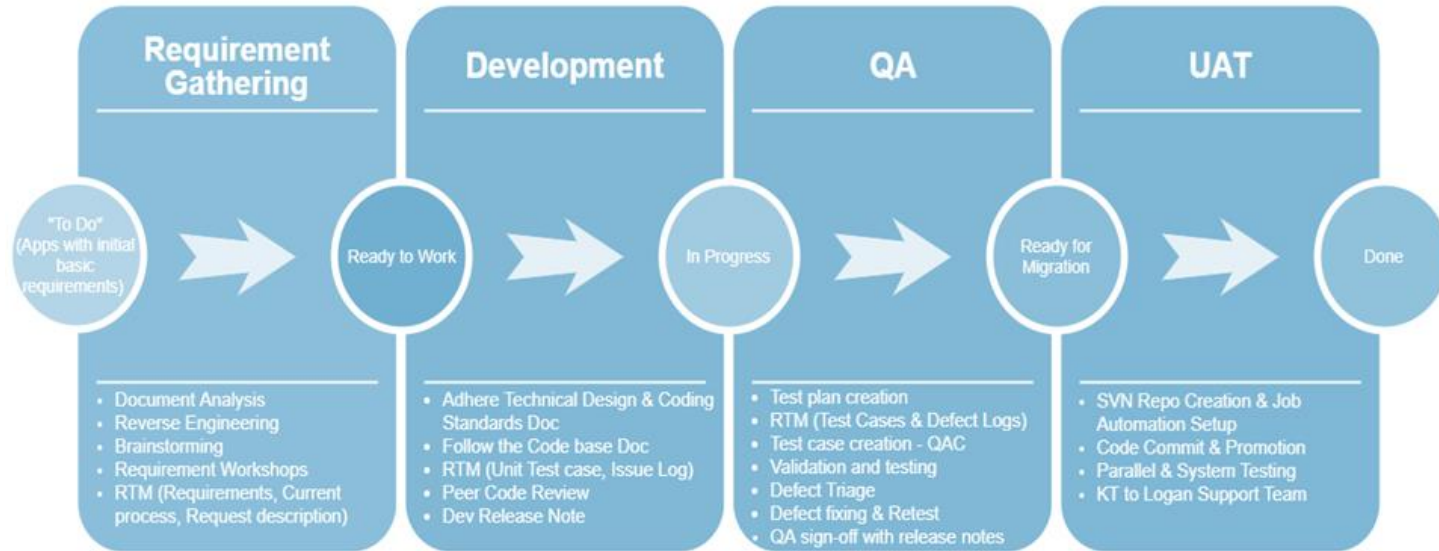 Requirement
Gathering
Development
QA
UAT
"To Do"
(Apps with initial
basic
requirements)
Ready to Work
In Progress
Ready for
Migration
Done
• Document Analysis
• Reverse Engineering
• Brainstorming
• Requirement Workshops
• RTM (Requirements, Current
process, Request description)
• Adhere Technical Design & Coding
Standards Doc
• Follow the Code base Doc
• RTM (Unit Test case, Issue Log)
• Peer Code Review
• Dev Release Note
• Test plan creation
• RTM (Test Cases & Defect Logs)
• Test case creation - QAC
• Validation and testing
• Defect Triage
• Defect fixing & Retest
• QA sign-off with release notes
• SVN Repo Creation & Job
Automation Setup
• Code Commit & Promotion
• Parallel & System Testing
• KT to Logan Support Team